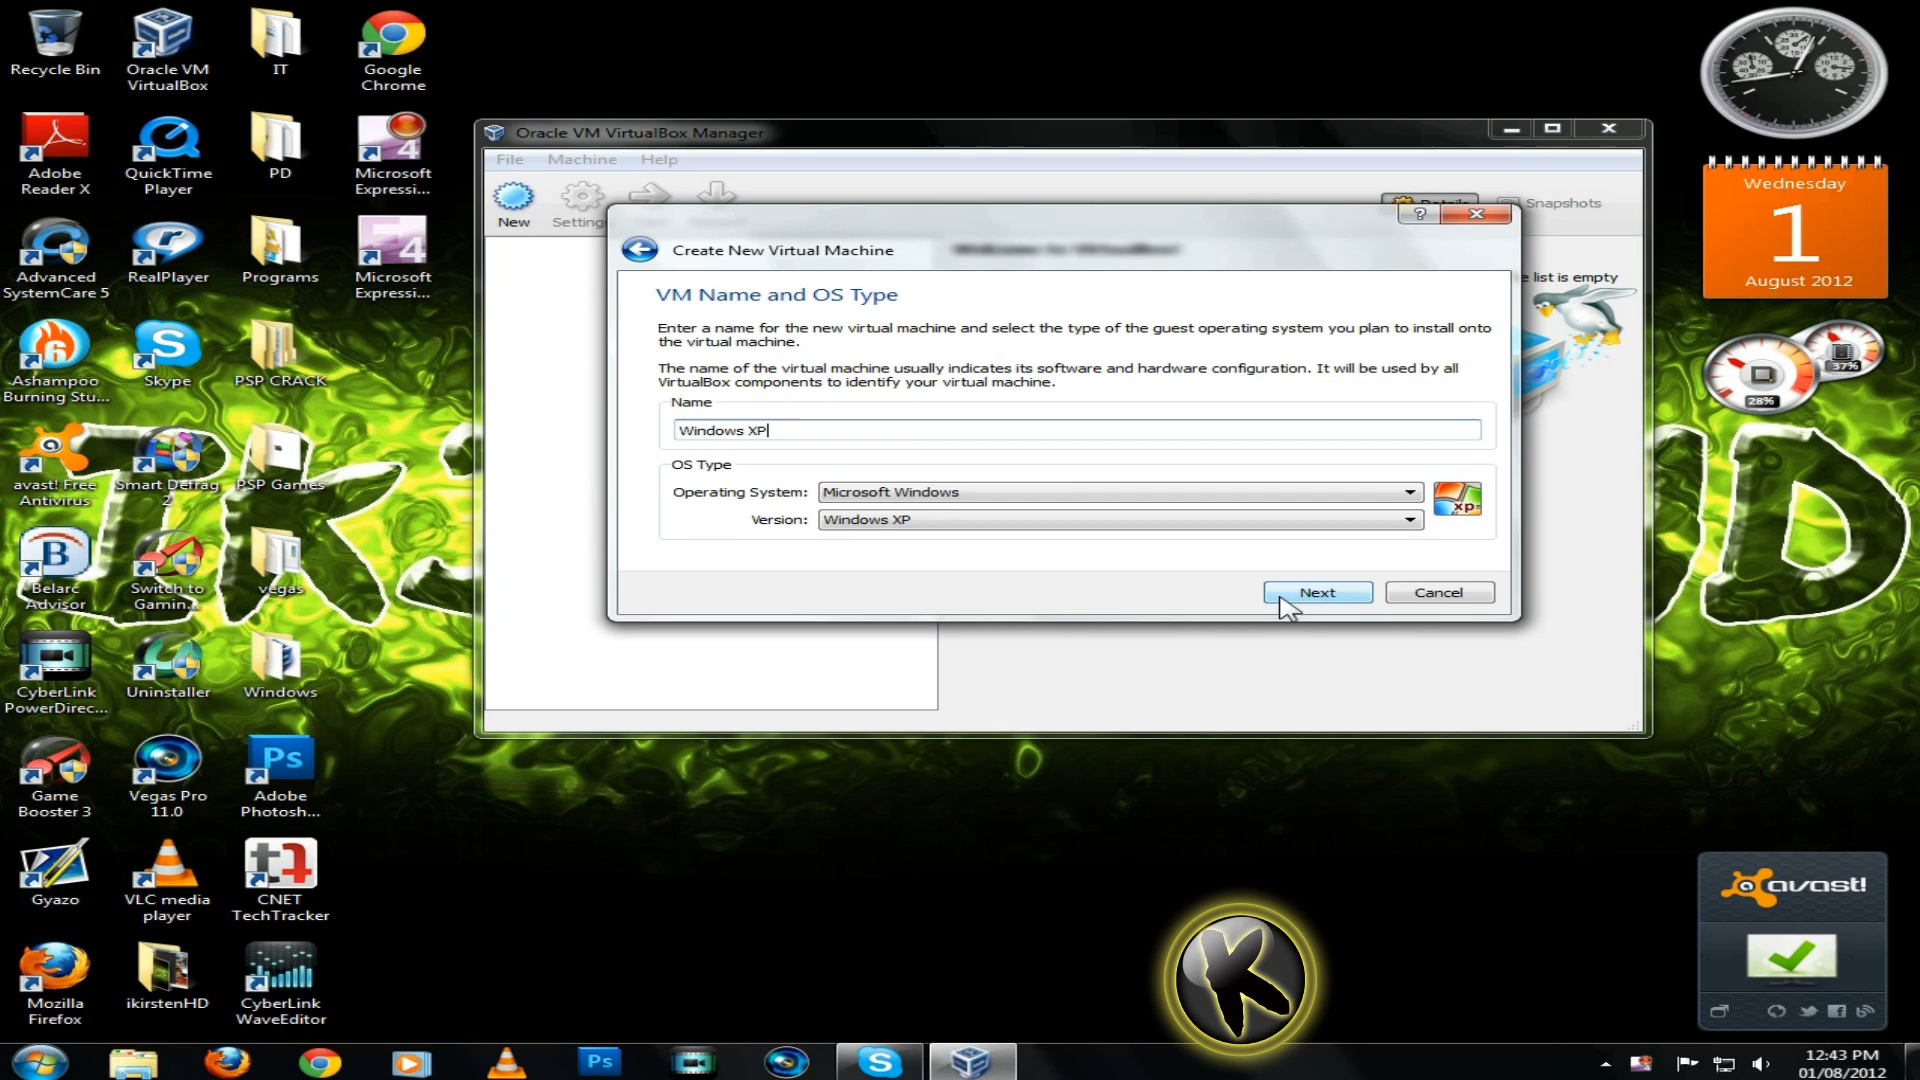 Recycle Bin
Oracle VM
VirtualBox
IT
Google
Chrome
Adobe
Reader X
QuickTime
Player
PD
Microsoft
Expressi...
Advanced
SystemCare 5
RealPlayer
Programs
Microsoft
Expressi...
Ashampoo
Burning Stu...
Skype
PSP CRACK
avast! Free
Antivirus
Smart Defrag
2
PSP Games
Belarc
Advisor
Switch to
Gamin...
vegas
CyberLink
PowerDirec...
Uninstaller
Windows
Game
Booster 3
Vegas Pro
11.0
Adobe
Photosh...
Gyazo
VLC media
player
CNET
TechTracker
Mozilla
Firefox
ikirstenHD
CyberLink
WaveEditor
Oracle VM VirtualBox Manager
File Machine Help
New
Snapshots
Create New Virtual Machine
Welcome to VirtualBox!
e list is empty
VM Name and OS Type
Enter a name for the new virtual machine and select the type of the guest operating system you plan to install onto
the virtual machine.
The name of the virtual machine usually indicates its software and hardware configuration. It will be used by all
VirtualBox components to identify your virtual machine.
Name
Windows XP
OS Type
Operating System: Microsoft Windows
Version: Windows XP
xp
Next
Cancel
Wednesday
1
August 2012
37%
28%
avast!
Ps
K
12:43 PM
01/08/2012